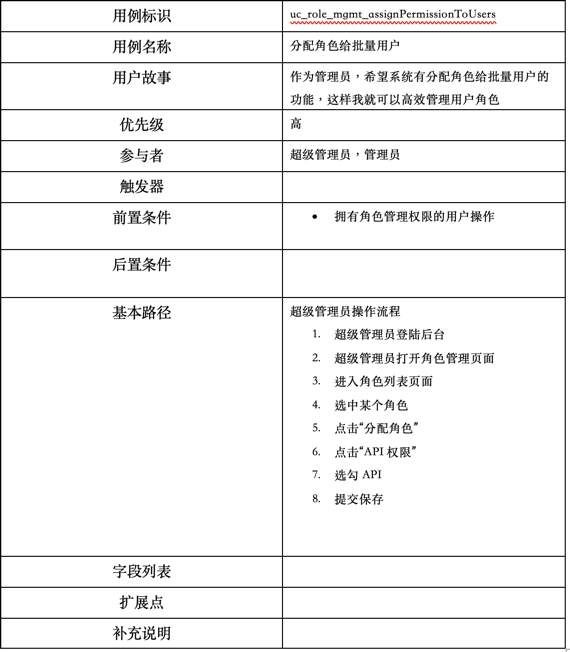 用例标识
uc_role_mgmt_assignPermissionToUsers
用例名称
分配角色给批量用户
用户故事
作为管理员，希望系统有分配角色给批量用户的
功能，这样我就可以高效管理用户角色
优先级
高
参与者
超级管理员，管理员
触发器
前置条件
• 拥有角色管理权限的用户操作
后置条件
基本路径
超级管理员操作流程
1. 超级管理员登陆后台
2. 超级管理员打开角色管理页面
3. 进入角色列表页面
4. 选中某个角色
5. 点击“分配角色”
6. 点击“API 权限”
7. 选勾 API
8. 提交保存
字段列表
扩展点
补充说明